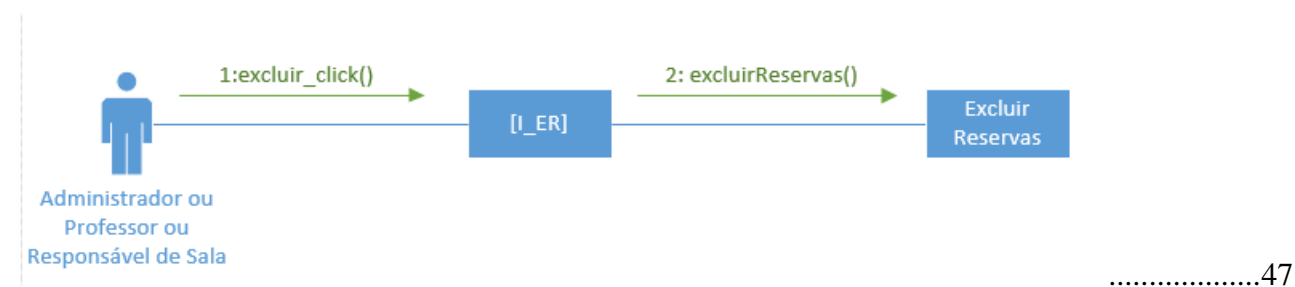 1:excluir_click()
2: excluirReservas()
[I_ER]
Excluir
Reservas
Administrador ou
Professor ou
Responsável de Sala
...................47